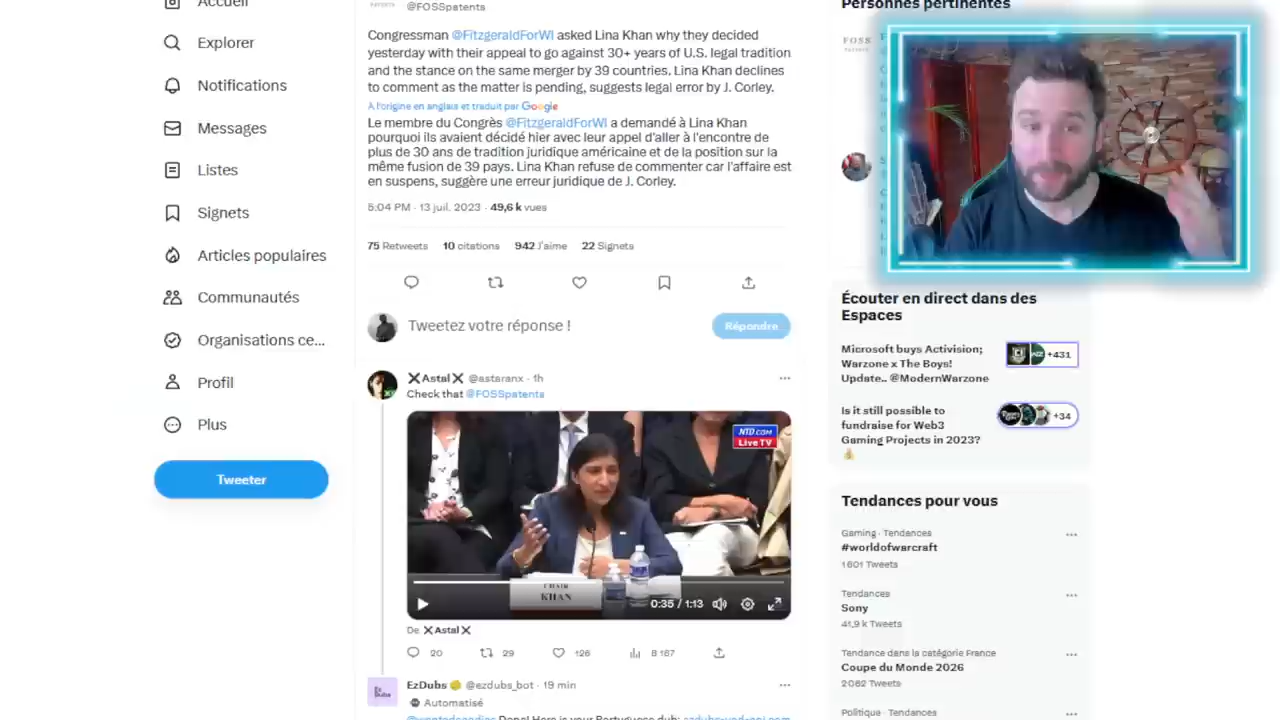 Accueil
Explorer
Notifications
Messages
Listes
Signets
Articles populaires
Communautés
Organisations ce...
Profil
Plus
Tweeter
@FOSSpatents
Congressman @FitzgeraldForWI asked Lina Khan why they decided
yesterday with their appeal to go against 30+ years of U.S. legal tradition
and the stance on the same merger by 39 countries. Lina Khan declines
to comment as the matter is pending, suggests legal error by J. Corley.
À l'origine en anglais et traduit par Google
Le membre du Congrès @FitzgeraldForWI a demandé à Lina Khan
pourquoi ils avaient décidé hier avec leur appel d'aller à l'encontre de
plus de 30 ans de tradition juridique américaine et de la position sur la
même fusion de 39 pays. Lina Khan refuse de commenter car l'affaire est
en suspens, suggère une erreur juridique de J. Corley.
5:04 PM · 13 juil. 2023 · 49,6 k vues
75 Retweets 10 citations 942 J'aime 22 Signets
Tweetez votre réponse !
Répondre
Astal @astaranx · 1h
Check that @FOSSpatents
NTD.COM
Live TV
CHAIR
KHAN
0:35 / 1:13
De Astal
20 29 126 8 167
EzDubs @ezdubs_bot · 19 min
Automatisé
Personnes pertinentes
FOSS
Écouter en direct dans des
Espaces
Microsoft buys Activision;
Warzone x The Boys!
Update.. @ModernWarzone
+431
Is it still possible to
fundraise for Web3
Gaming Projects in 2023?
+34
Tendances pour vous
Gaming · Tendances
#worldofwarcraft
1 601 Tweets
Tendances
Sony
41,9 k Tweets
Tendance dans la catégorie France
Coupe du Monde 2026
2 082 Tweets
Politique · Tendances